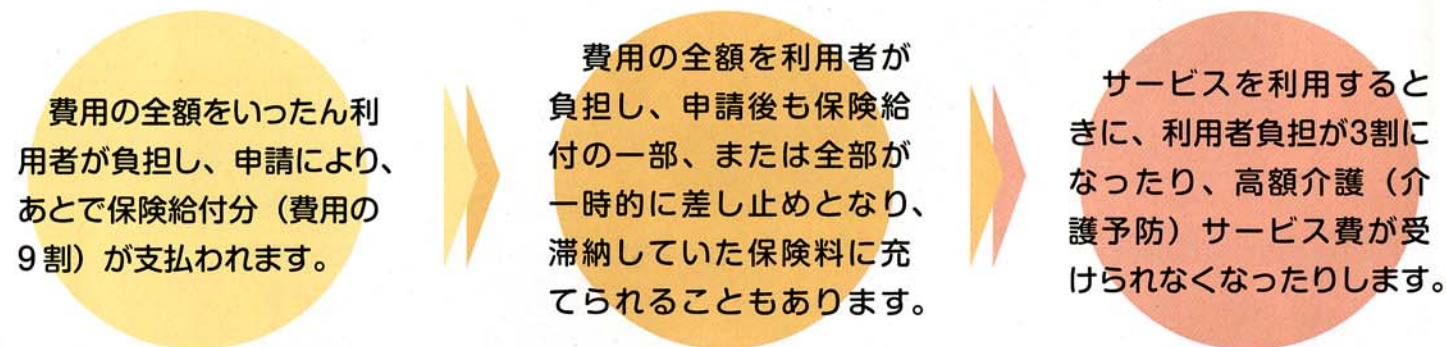 費用の全額をいったん利
用者が負担し、申請により、
あとで保険給付分（費用の
9割）が支払われます。
費用の全額を利用者が
負担し、申請後も保険給
付の一部、または全部が
一時的に差し止めとなり、
滞納していた保険料に充
てられることもあります。
サービスを利用すると
きに、利用者負担が3割に
なったり、高額介護（介
護予防）サービス費が受
けられなくなったりします。